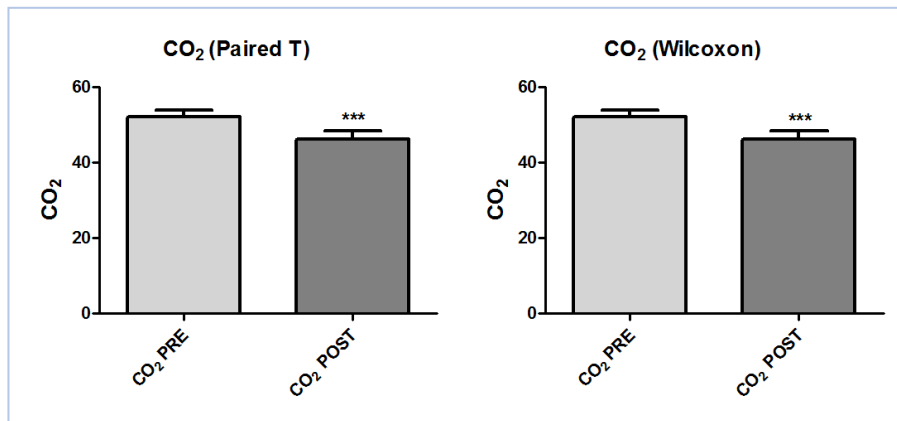 CO₂ (Paired T)
60
40
20
0
CO₂
***
CO₂ PRE
CO₂ POST
CO₂ (Wilcoxon)
60
40
20
0
CO₂
***
CO₂ PRE
CO₂ POST